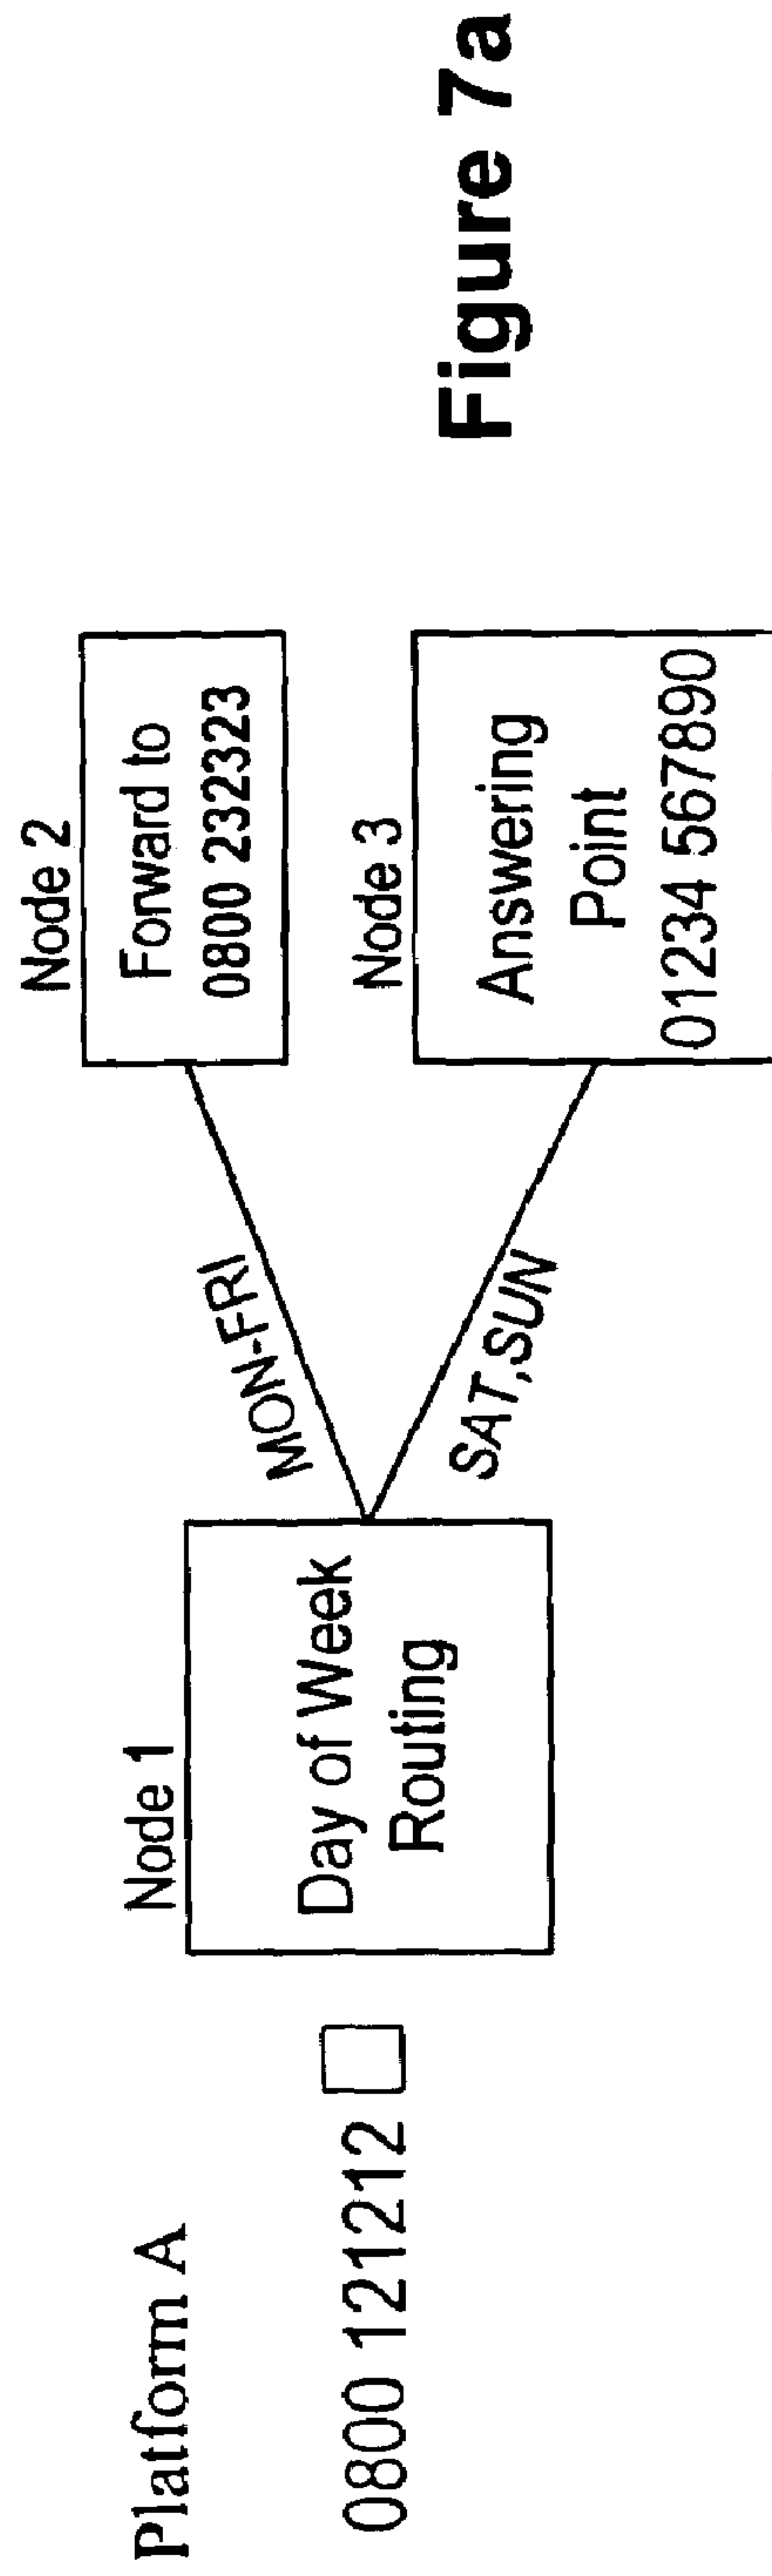 Platform A
0800 121212
Node 1
Day of Week
Routing
MON-FRI
SAT,SUN
Node 2
Forward to
0800 232323
Node 3
Answering
Point
01234 567890
Figure 7a